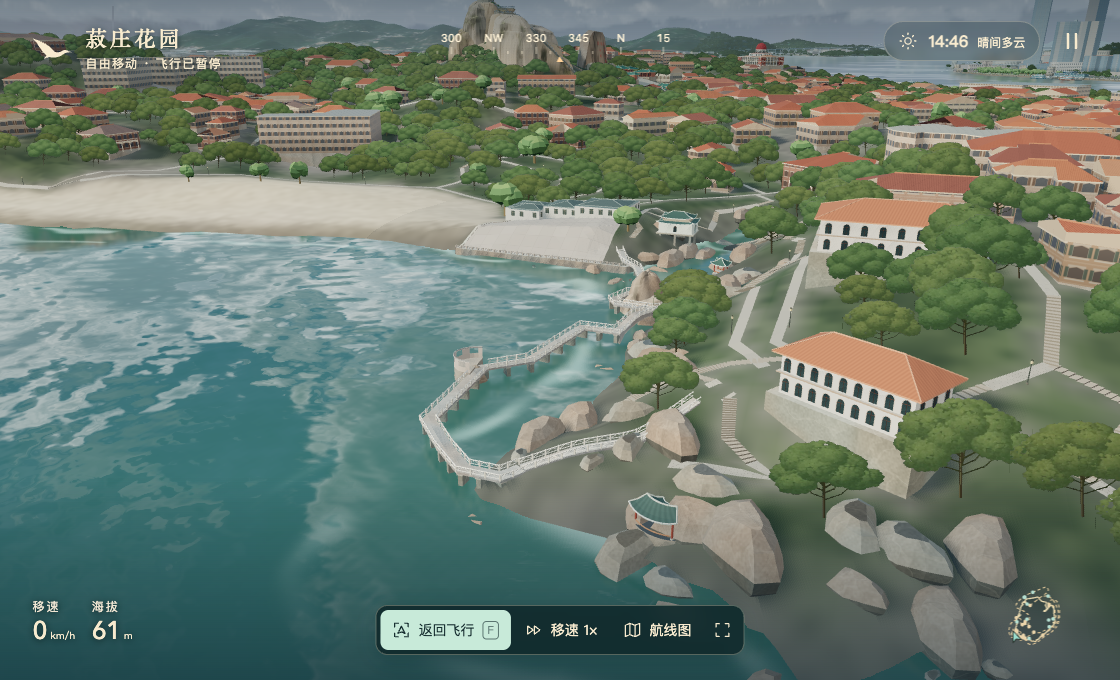 菽庄花园
自由移动 · 飞行已暂停
300 NW 330 345 N 15
14:46 晴间多云
移速 海拔
0 km/h 61 m
返回飞行 F
移速 1×
航线图